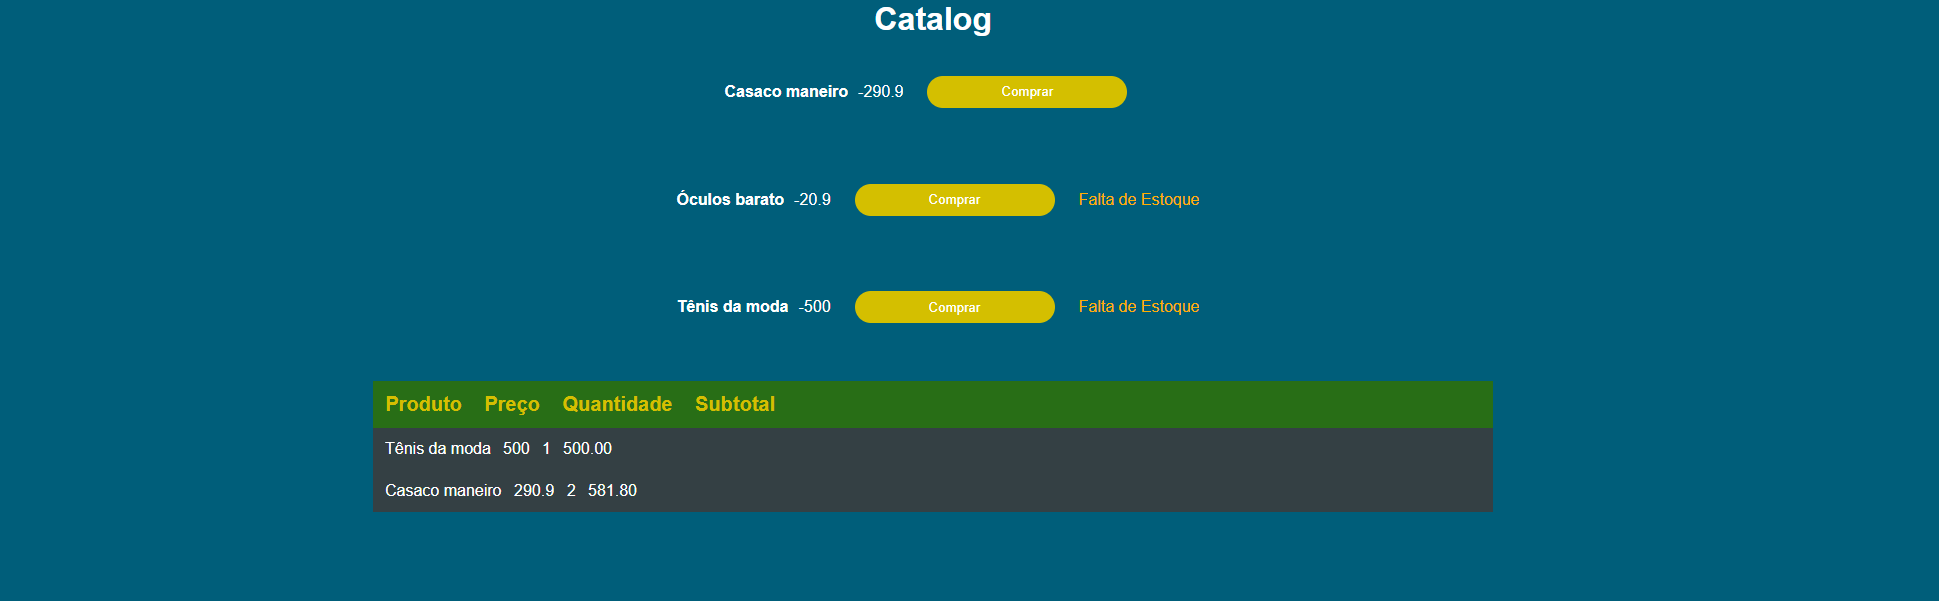 Catalog
Casaco maneiro -290.9 Comprar
Óculos barato -20.9 Comprar Falta de Estoque
Tênis da moda -500 Comprar Falta de Estoque
Produto Preço Quantidade Subtotal
Tênis da moda 500 1 500.00
Casaco maneiro 290.9 2 581.80